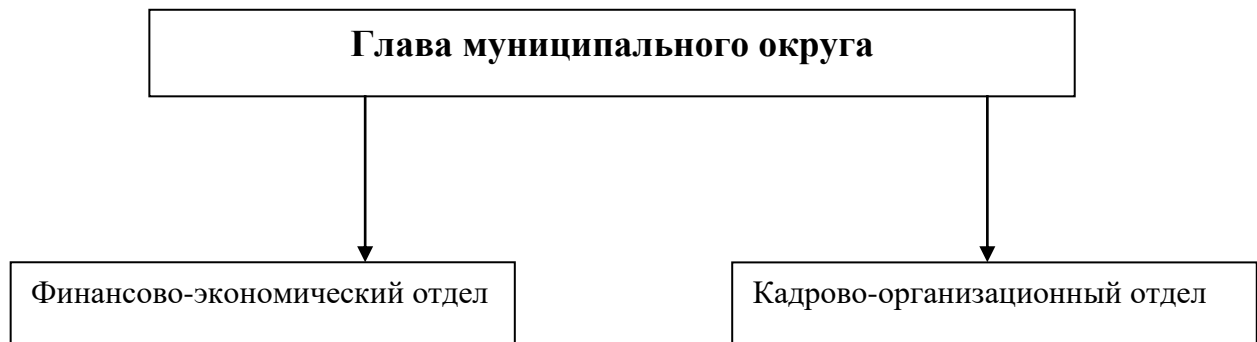 Глава муниципального округа
Финансово-экономический отдел
Кадрово-организационный отдел